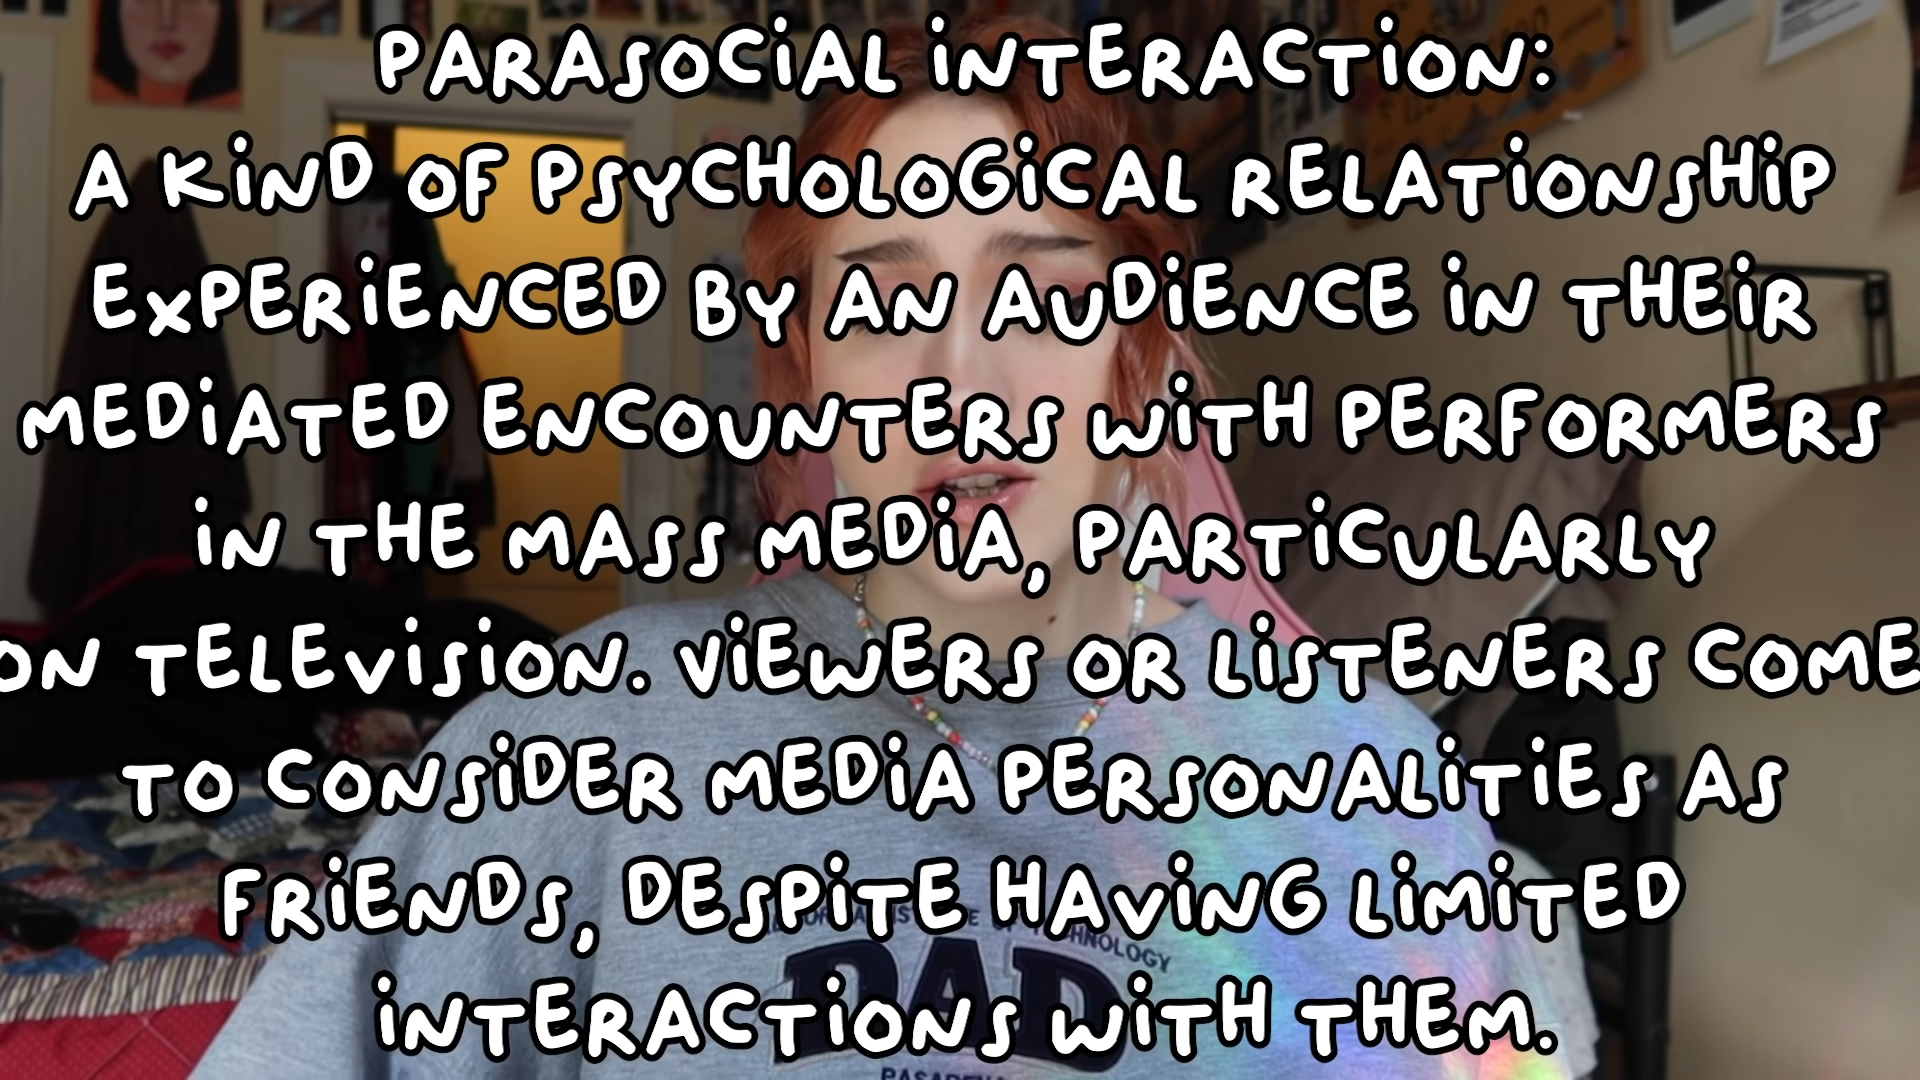 PARASOCIAL INTERACTION:
A KIND OF PSYCHOLOGICAL RELATIONSHIP
EXPERIENCED BY AN AUDIENCE IN THEIR
MEDIATED ENCOUNTERS WITH PERFORMERS
IN THE MASS MEDIA, PARTICULARLY
ON TELEVISION. VIEWERS OR LISTENERS COME
TO CONSIDER MEDIA PERSONALITIES AS
FRIENDS, DESPITE HAVING LIMITED
INTERACTIONS WITH THEM.
DAD